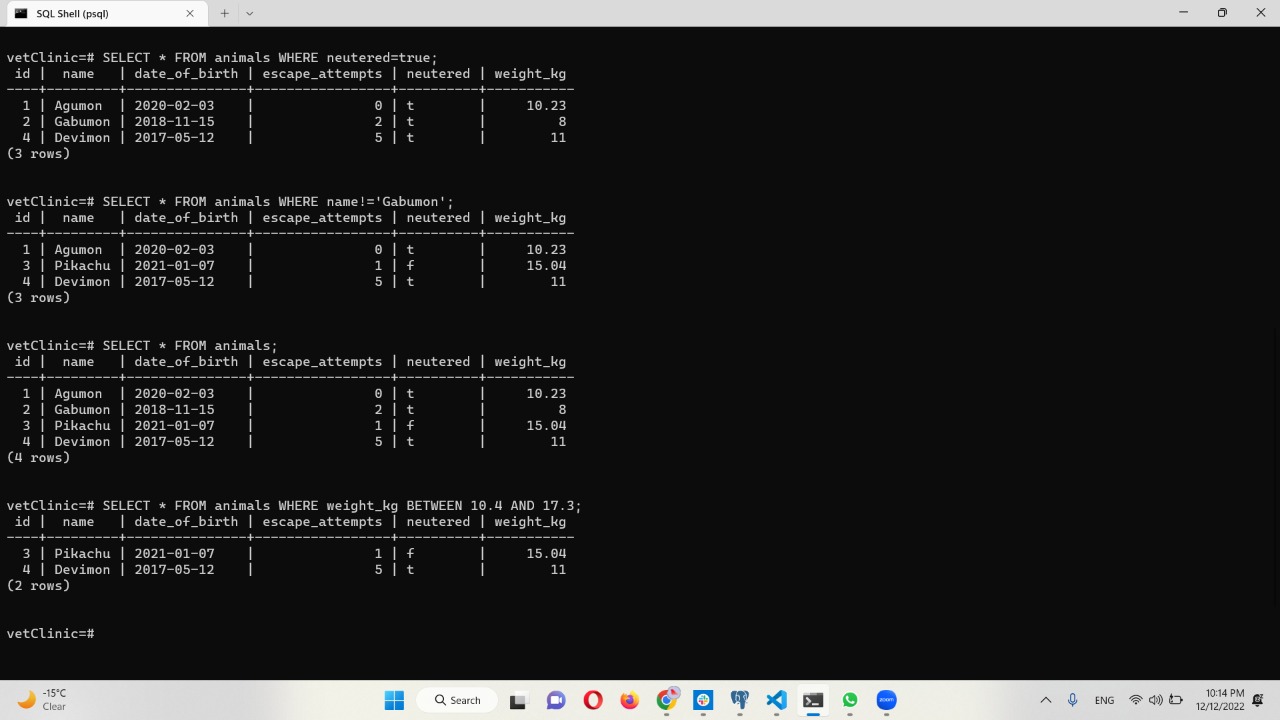 SQL Shell (psql)
vetClinic=# SELECT * FROM animals WHERE neutered=true;
 id |  name   | date_of_birth | escape_attempts | neutered | weight_kg
----+---------+---------------+-----------------+----------+-----------
  1 | Agumon  | 2020-02-03    |               0 | t        |     10.23
  2 | Gabumon | 2018-11-15    |               2 | t        |         8
  4 | Devimon | 2017-05-12    |               5 | t        |        11
(3 rows)
vetClinic=# SELECT * FROM animals WHERE name!='Gabumon';
 id |  name   | date_of_birth | escape_attempts | neutered | weight_kg
----+---------+---------------+-----------------+----------+-----------
  1 | Agumon  | 2020-02-03    |               0 | t        |     10.23
  3 | Pikachu | 2021-01-07    |               1 | f        |     15.04
  4 | Devimon | 2017-05-12    |               5 | t        |        11
(3 rows)
vetClinic=# SELECT * FROM animals;
 id |  name   | date_of_birth | escape_attempts | neutered | weight_kg
----+---------+---------------+-----------------+----------+-----------
  1 | Agumon  | 2020-02-03    |               0 | t        |     10.23
  2 | Gabumon | 2018-11-15    |               2 | t        |         8
  3 | Pikachu | 2021-01-07    |               1 | f        |     15.04
  4 | Devimon | 2017-05-12    |               5 | t        |        11
(4 rows)
vetClinic=# SELECT * FROM animals WHERE weight_kg BETWEEN 10.4 AND 17.3;
 id |  name   | date_of_birth | escape_attempts | neutered | weight_kg
----+---------+---------------+-----------------+----------+-----------
  3 | Pikachu | 2021-01-07    |               1 | f        |     15.04
  4 | Devimon | 2017-05-12    |               5 | t        |        11
(2 rows)
vetClinic=#
-15°C
Clear
Search
zoom
ENG
10:14 PM
12/12/2022